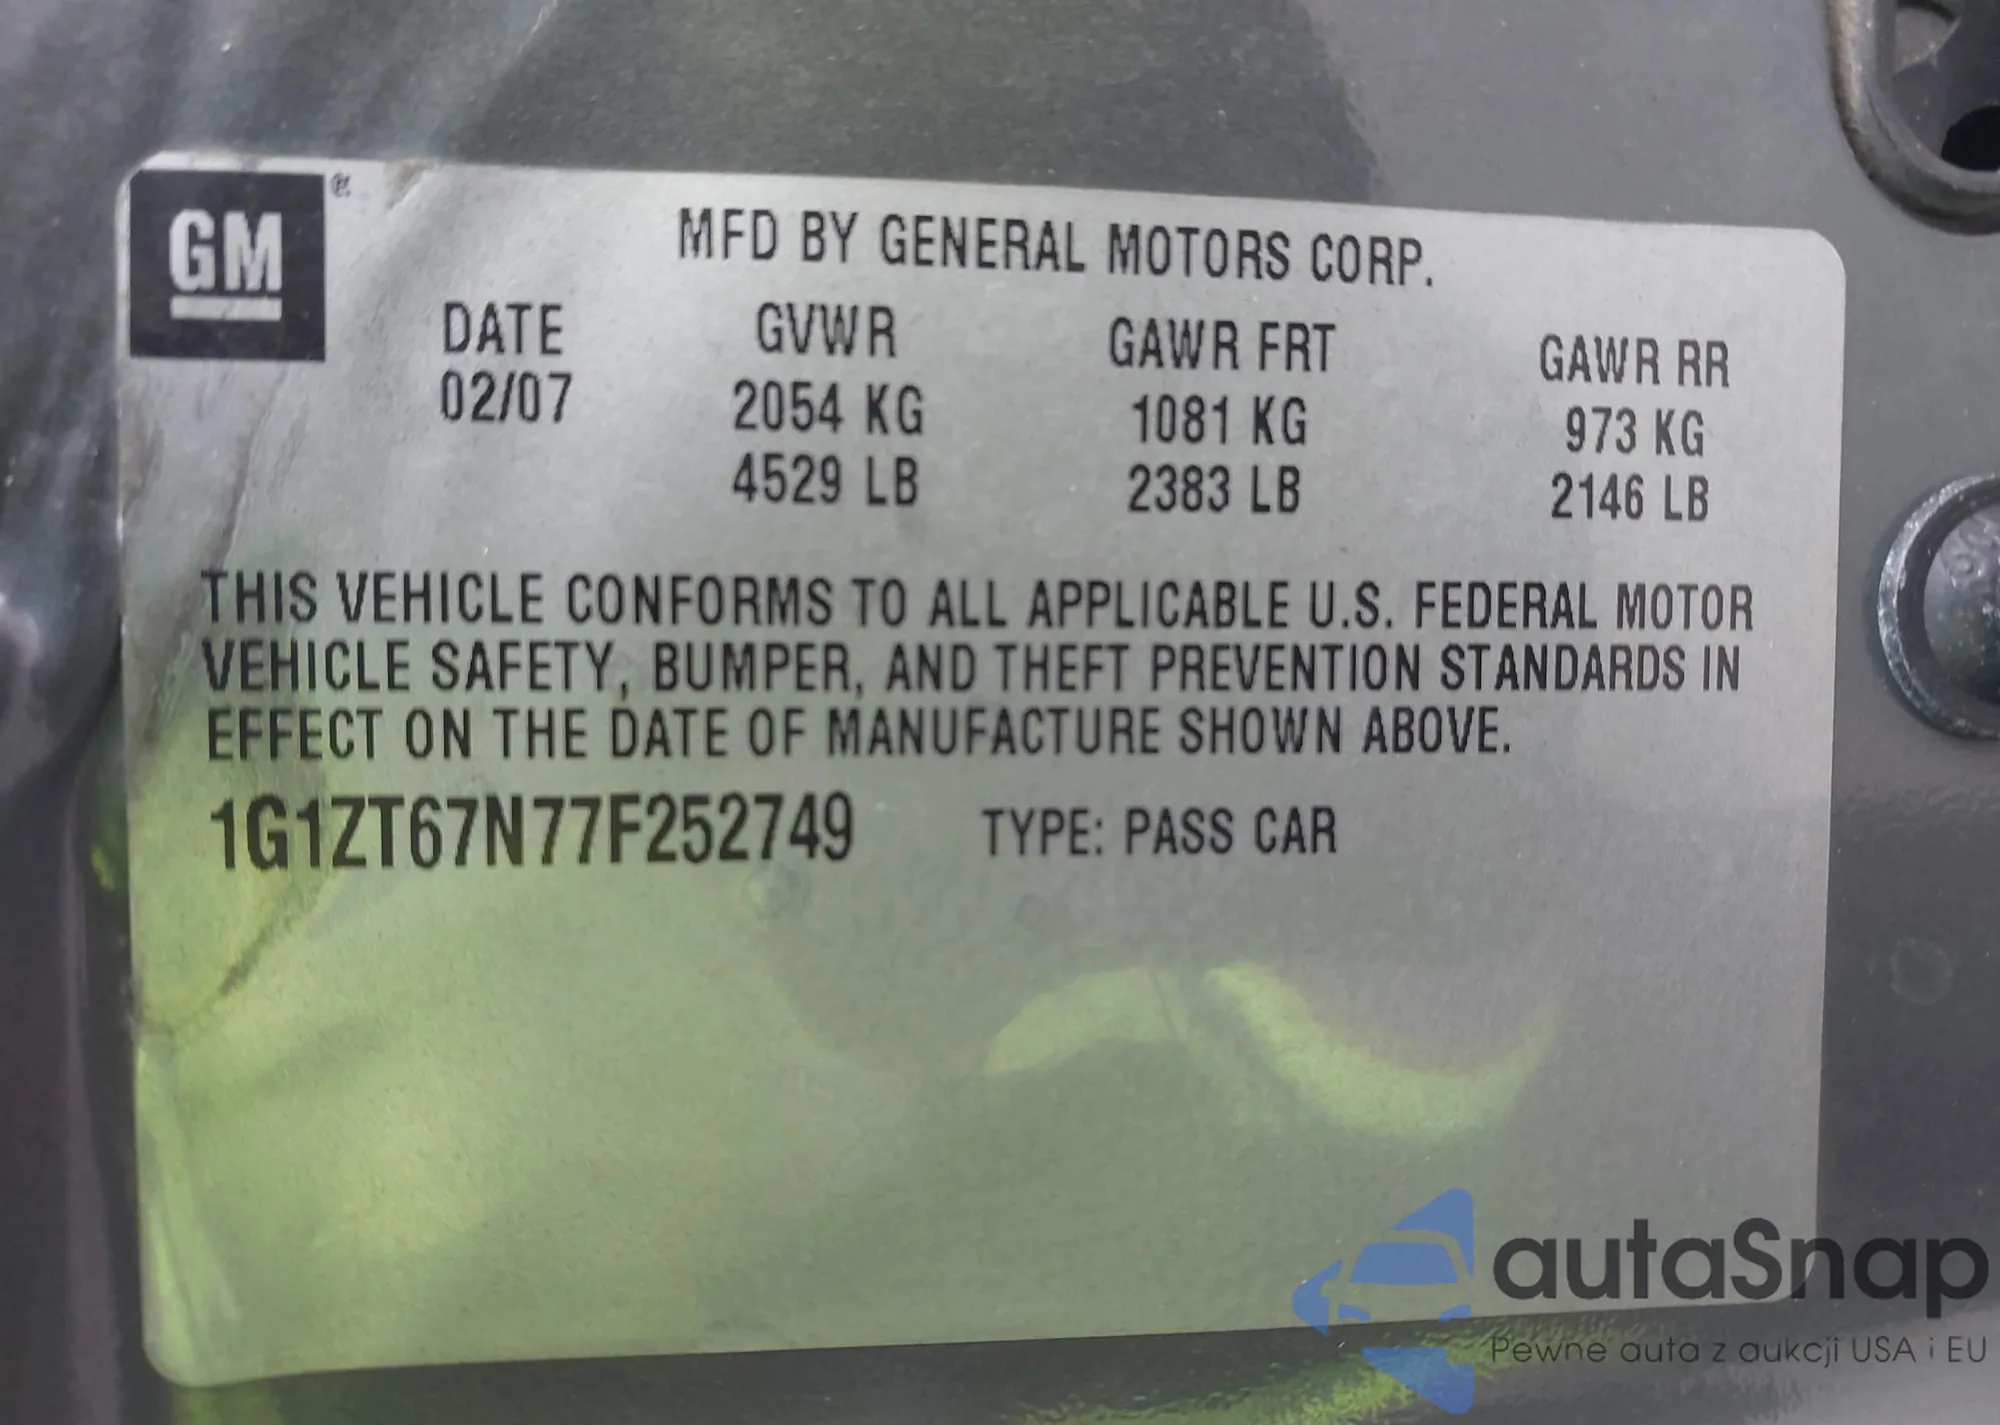 GM®
MFD BY GENERAL MOTORS CORP.
DATE GVWR GAWR FRT GAWR RR
02/07 2054 KG 1081 KG 973 KG
4529 LB 2383 LB 2146 LB
THIS VEHICLE CONFORMS TO ALL APPLICABLE U.S. FEDERAL MOTOR
VEHICLE SAFETY, BUMPER, AND THEFT PREVENTION STANDARDS IN
EFFECT ON THE DATE OF MANUFACTURE SHOWN ABOVE.
1G1ZT67N77F252749 TYPE: PASS CAR
autaSnap
Pewne auta z aukcji USA i EU